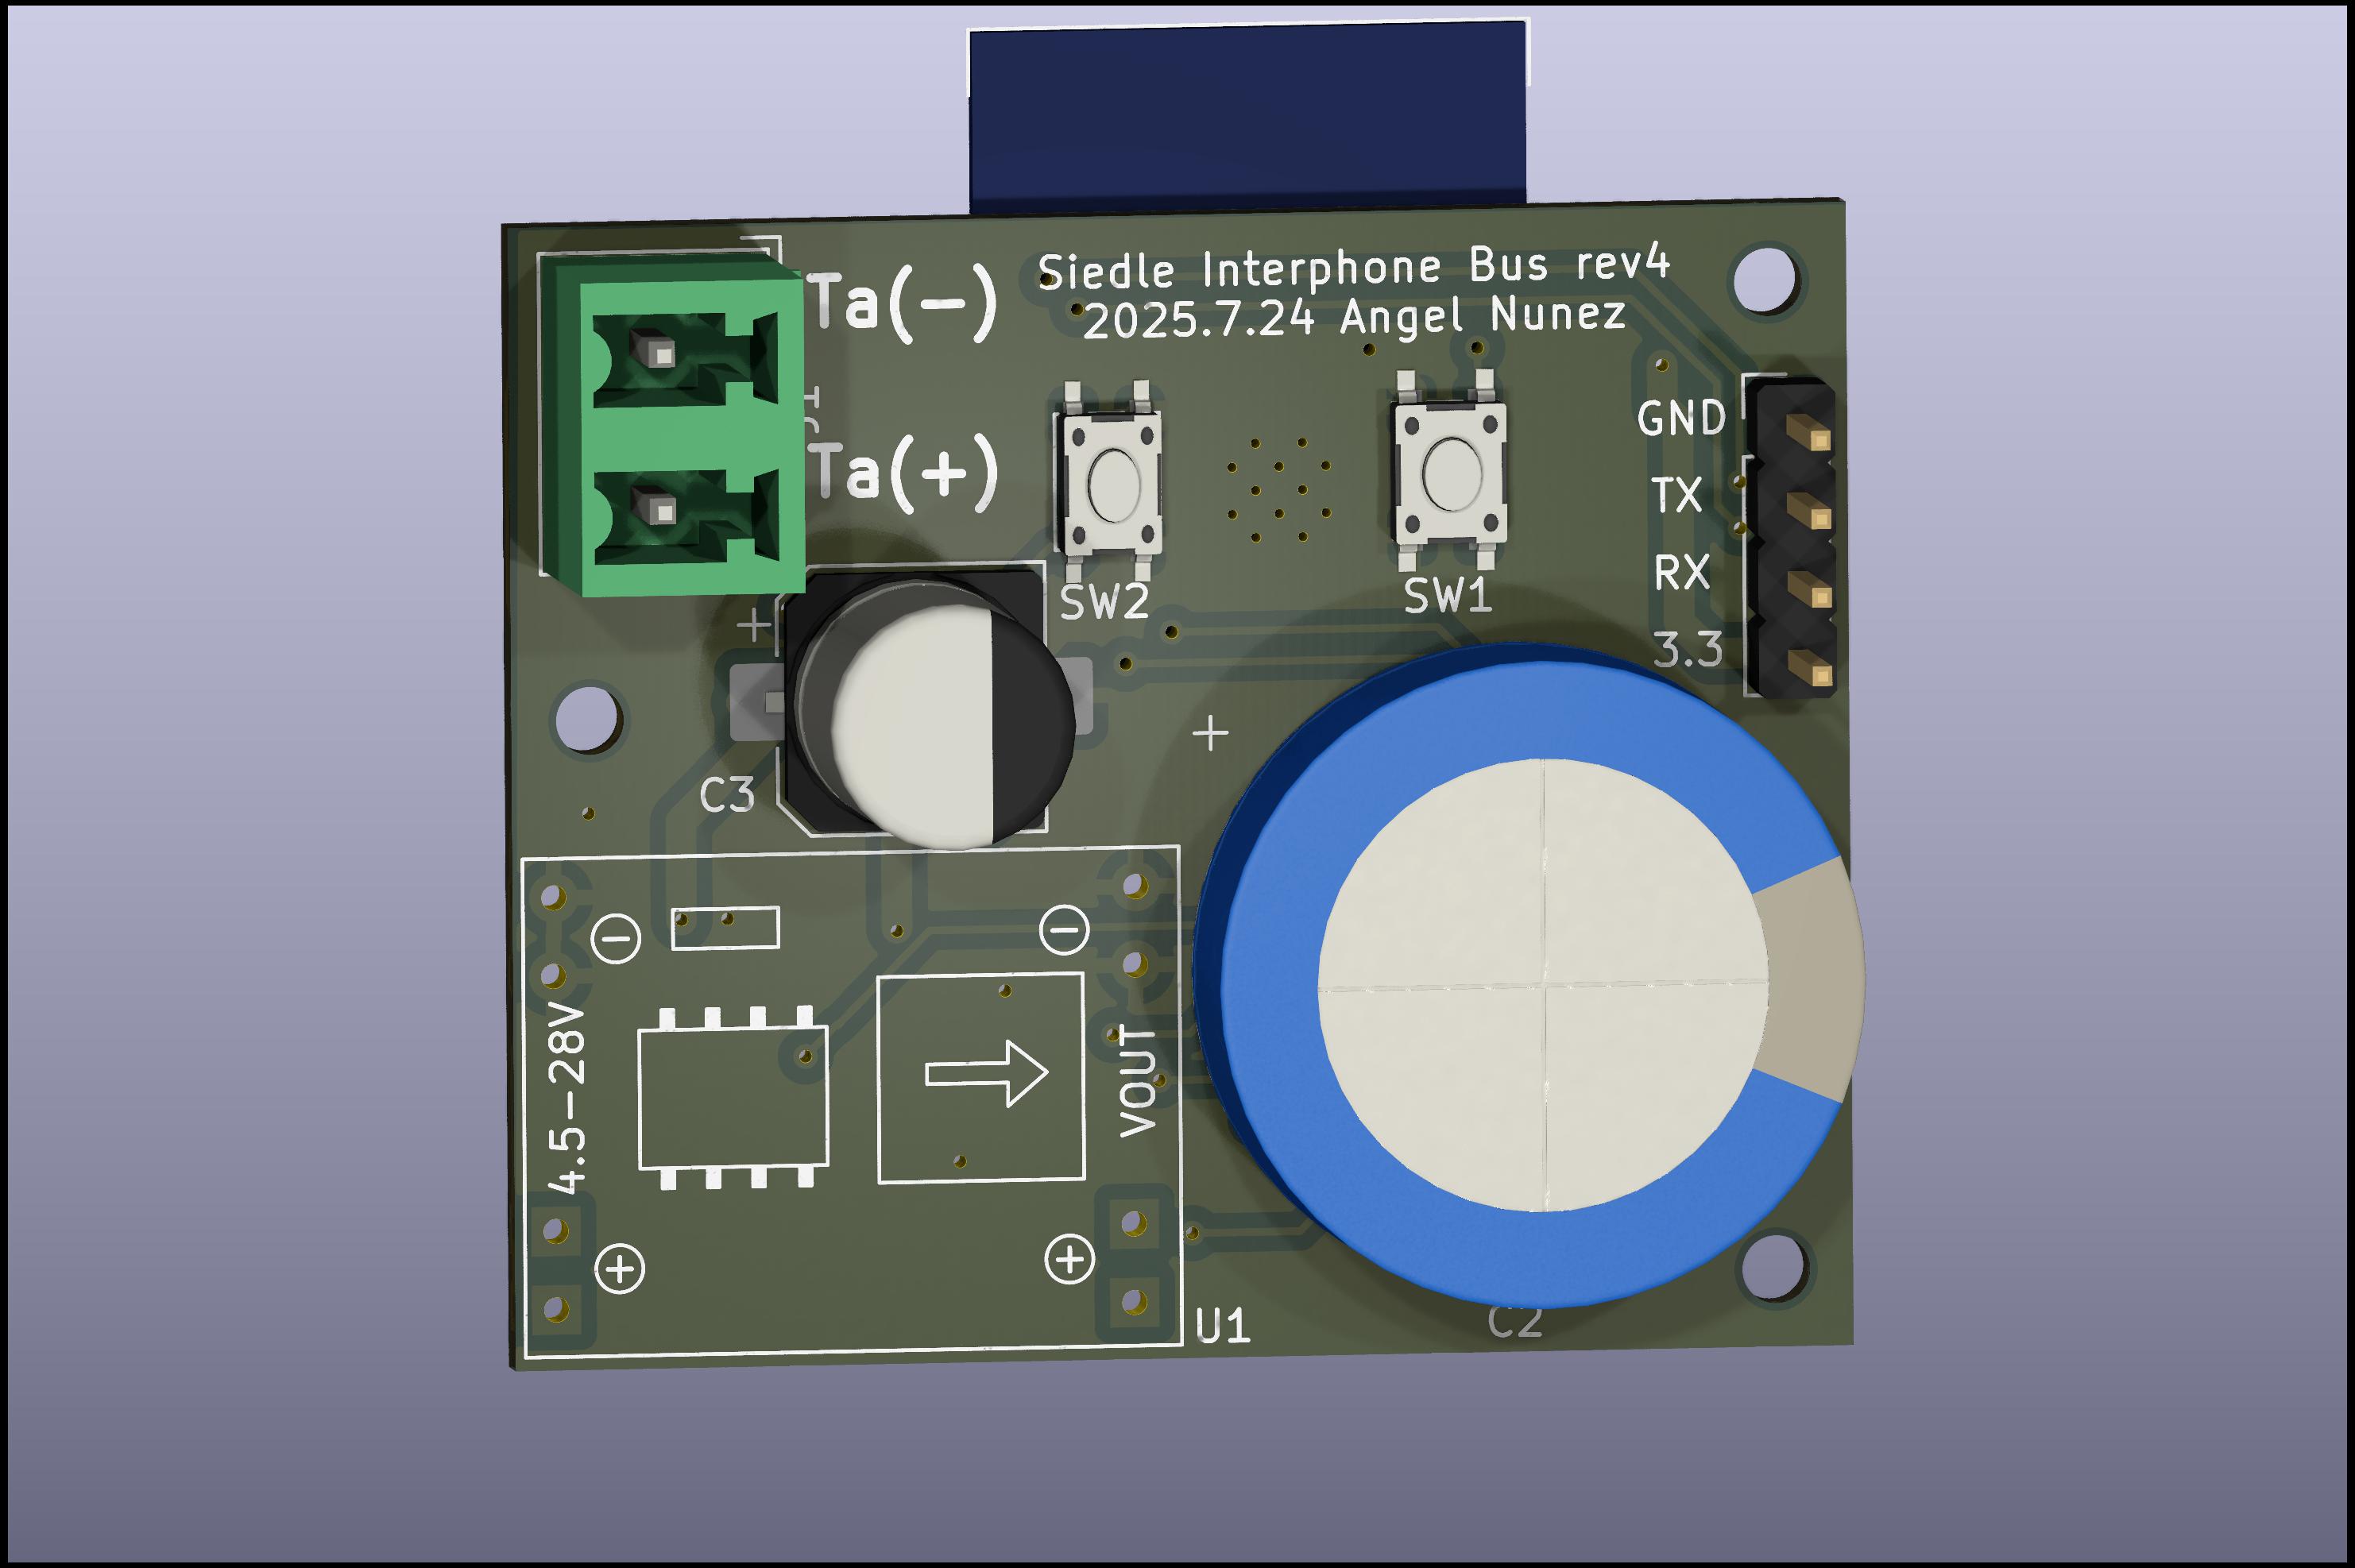 Siedle Interphone Bus rev4
2025.7.24 Angel Nunez
Ta(-)
Ta(+)
GND
TX
RX
3.3
SW2
SW1
+
+
C3
4.5-28V
VOUT
U1
C2